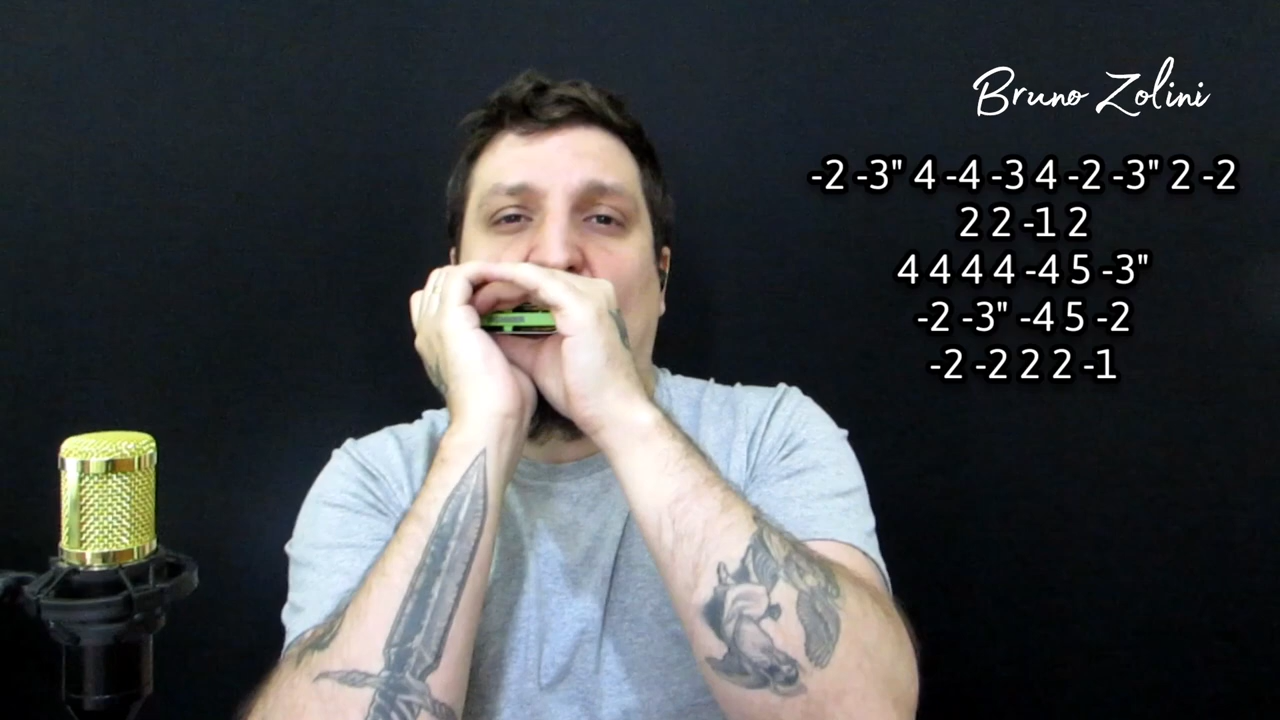 Bruno Zolini
-2 -3" 4 -4 -3 4 -2 -3" 2 -2
2 2 -1 2
4 4 4 4 -4 5 -3"
-2 -3" -4 5 -2
-2 -2 2 2 -1